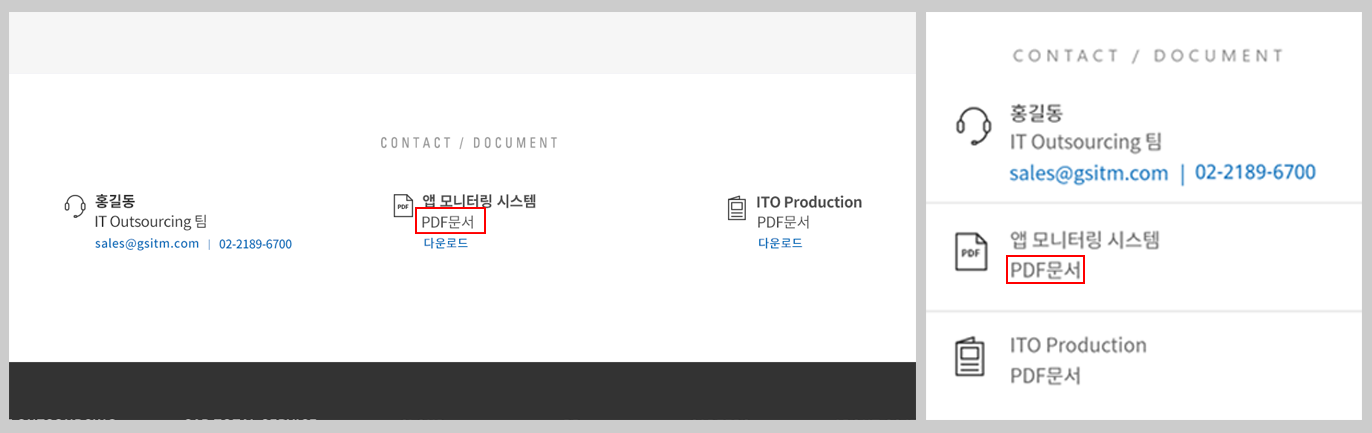 CONTACT / DOCUMENT
홍길동
IT Outsourcing 팀
sales@gsitm.com | 02-2189-6700
PDF
앱 모니터링 시스템
PDF문서
다운로드
ITO Production
PDF문서
다운로드
CONTACT / DOCUMENT
홍길동
IT Outsourcing 팀
sales@gsitm.com | 02-2189-6700
PDF
앱 모니터링 시스템
PDF문서
ITO Production
PDF문서